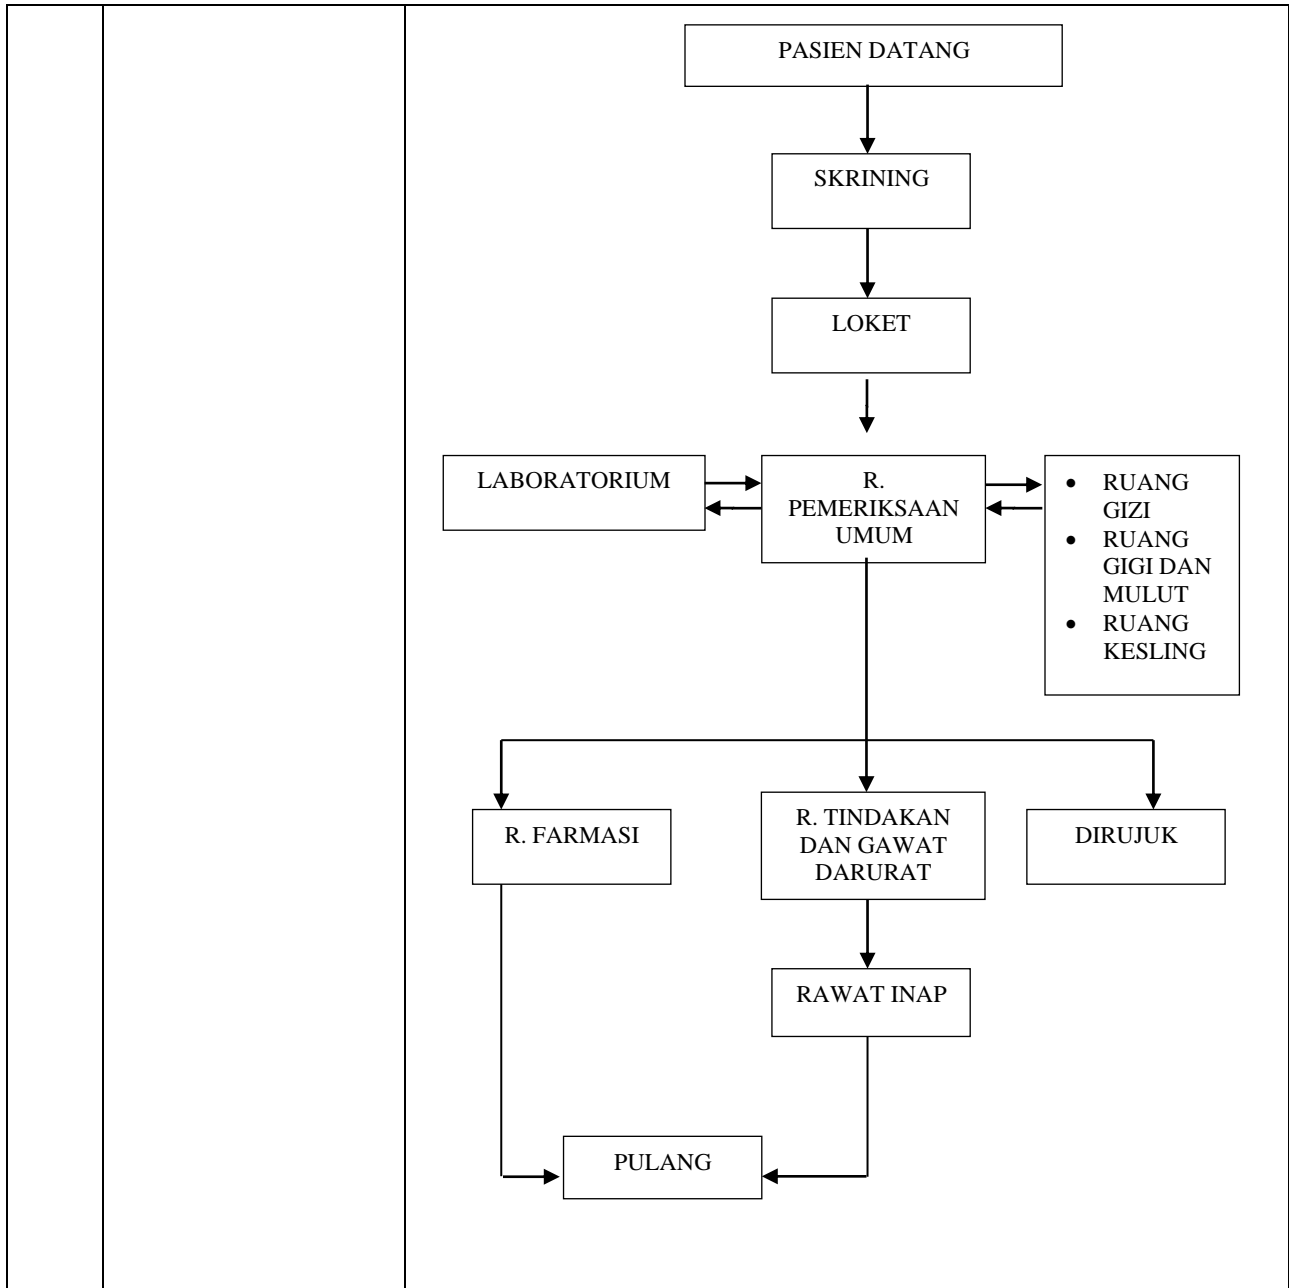 PASIEN DATANG
SKRINING
LOKET
LABORATORIUM
R.
PEMERIKSAAN
UMUM
• RUANG
GIZI
• RUANG
GIGI DAN
MULUT
• RUANG
KESLING
R. FARMASI
R. TINDAKAN
DAN GAWAT
DARURAT
DIRUJUK
RAWAT INAP
PULANG